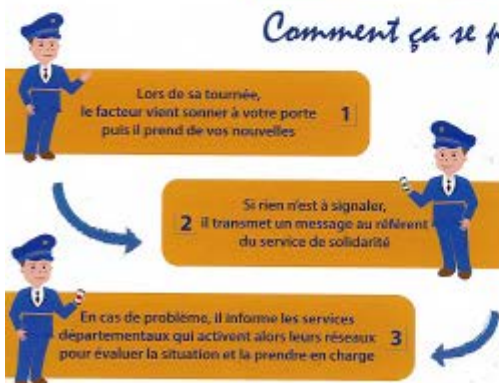 Comment ça se
Lors de sa tournée,
le facteur vient sonner à votre porte
puis il prend de vos nouvelles
1
Si rien n'est à signaler,
il transmet un message au référent
du service de solidarité
2
En cas de problème, il informe les services
départementaux qui activent alors leurs réseaux
pour évaluer la situation et la prendre en charge
3